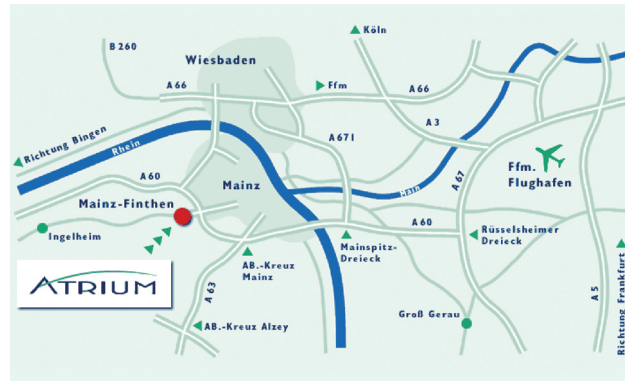 Köln
B 260
Wiesbaden
A 66
Ffm
A 66
A 3
A 671
Richtung Bingen
Rhein
A 60
Mainz
Main
A 67
Ffm.
Flughafen
Mainz-Finthen
Ingelheim
A 60
Mainspitz-
Dreieck
Rüsselsheimer
Dreieck
AB.-Kreuz
Mainz
ATRIUM
A 63
A 5
Richtung Frankfurt
Groß Gerau
AB.-Kreuz Alzey